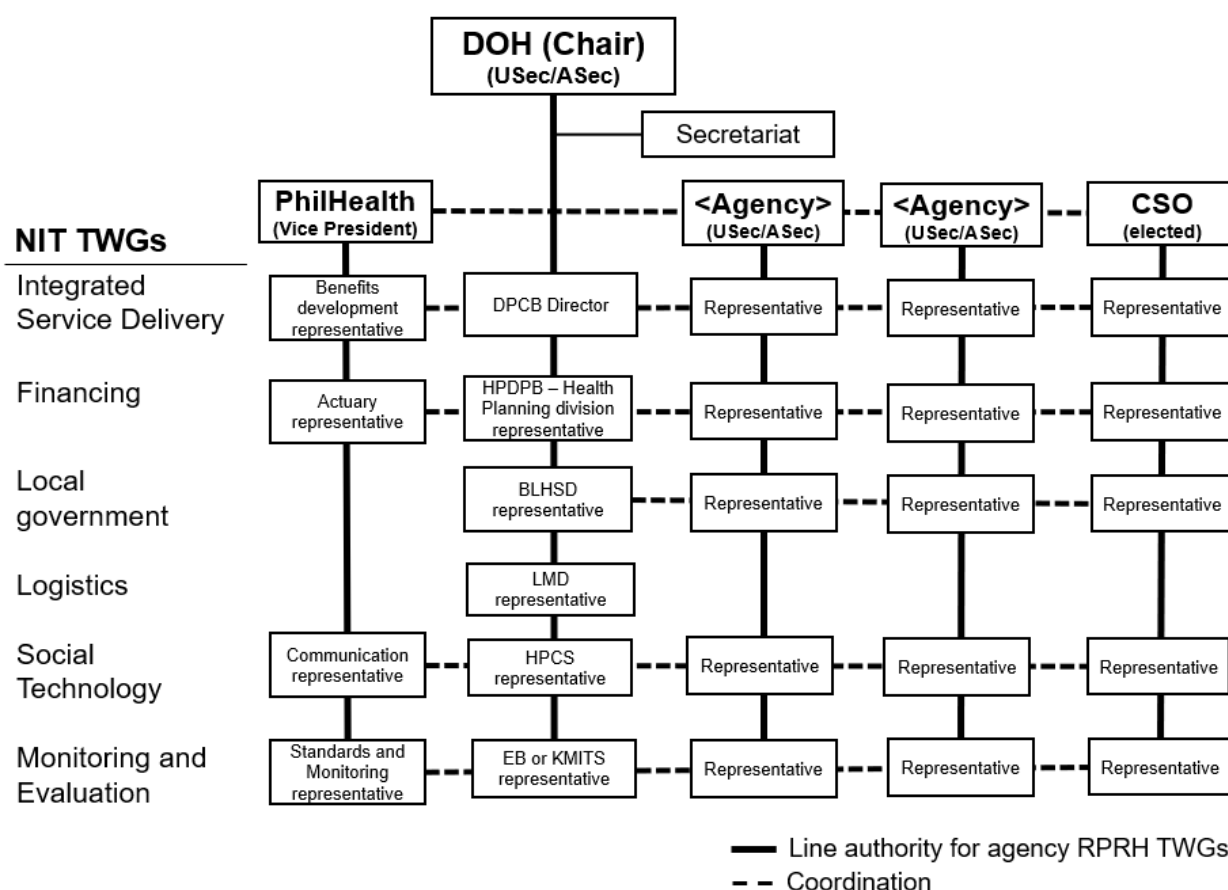 DOH (Chair)
(USec/ASec)
Secretariat
PhilHealth
(Vice President)
<Agency>
(USec/ASec)
<Agency>
(USec/ASec)
CSO
(elected)
NIT TWGs
Integrated
Service Delivery
Benefits
development
representative
DPCB Director
Representative
Representative
Representative
Financing
Actuary
representative
HPDPB – Health
Planning division
representative
Representative
Representative
Representative
Local
government
BLHSD
representative
Representative
Representative
Representative
Logistics
LMD
representative
Social
Technology
Communication
representative
HPCS
representative
Representative
Representative
Representative
Monitoring and
Evaluation
Standards and
Monitoring
representative
EB or KMITS
representative
Representative
Representative
Representative
Line authority for agency RPRH TWGs
Coordination